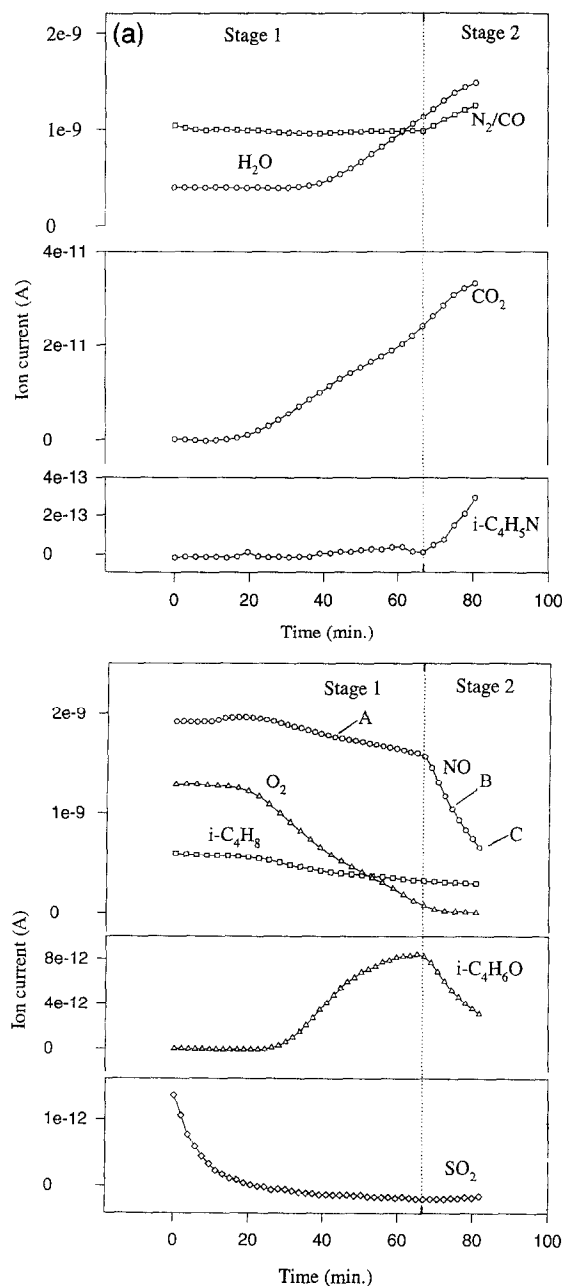 (a)
Stage 1
Stage 2
2e-9
1e-9
0
N₂/CO
H₂O
4e-11
2e-11
0
CO₂
4e-13
2e-13
0
i-C₄H₅N
Ion current (A)
0 20 40 60 80 100
Time (min.)
Stage 1
Stage 2
2e-9
1e-9
0
A
O₂
NO
B
i-C₄H₈
C
8e-12
4e-12
0
i-C₄H₆O
1e-12
0
SO₂
Ion current (A)
0 20 40 60 80 100
Time (min.)